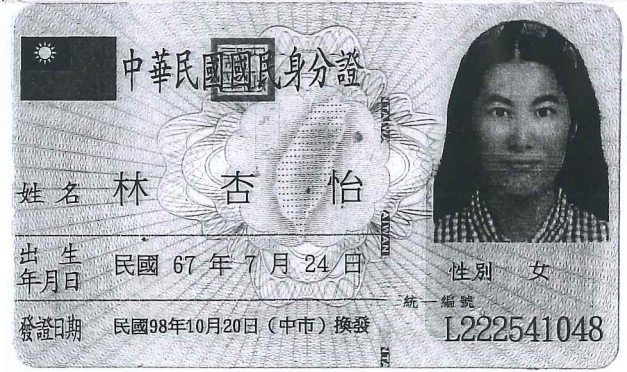 中華民國國民身分證
姓名 林杏怡
出生年月日 民國 67 年 7 月 24 日
性別 女
統一編號
發證日期 民國98年10月20日（中市）換發
L222541048
TAIWAN